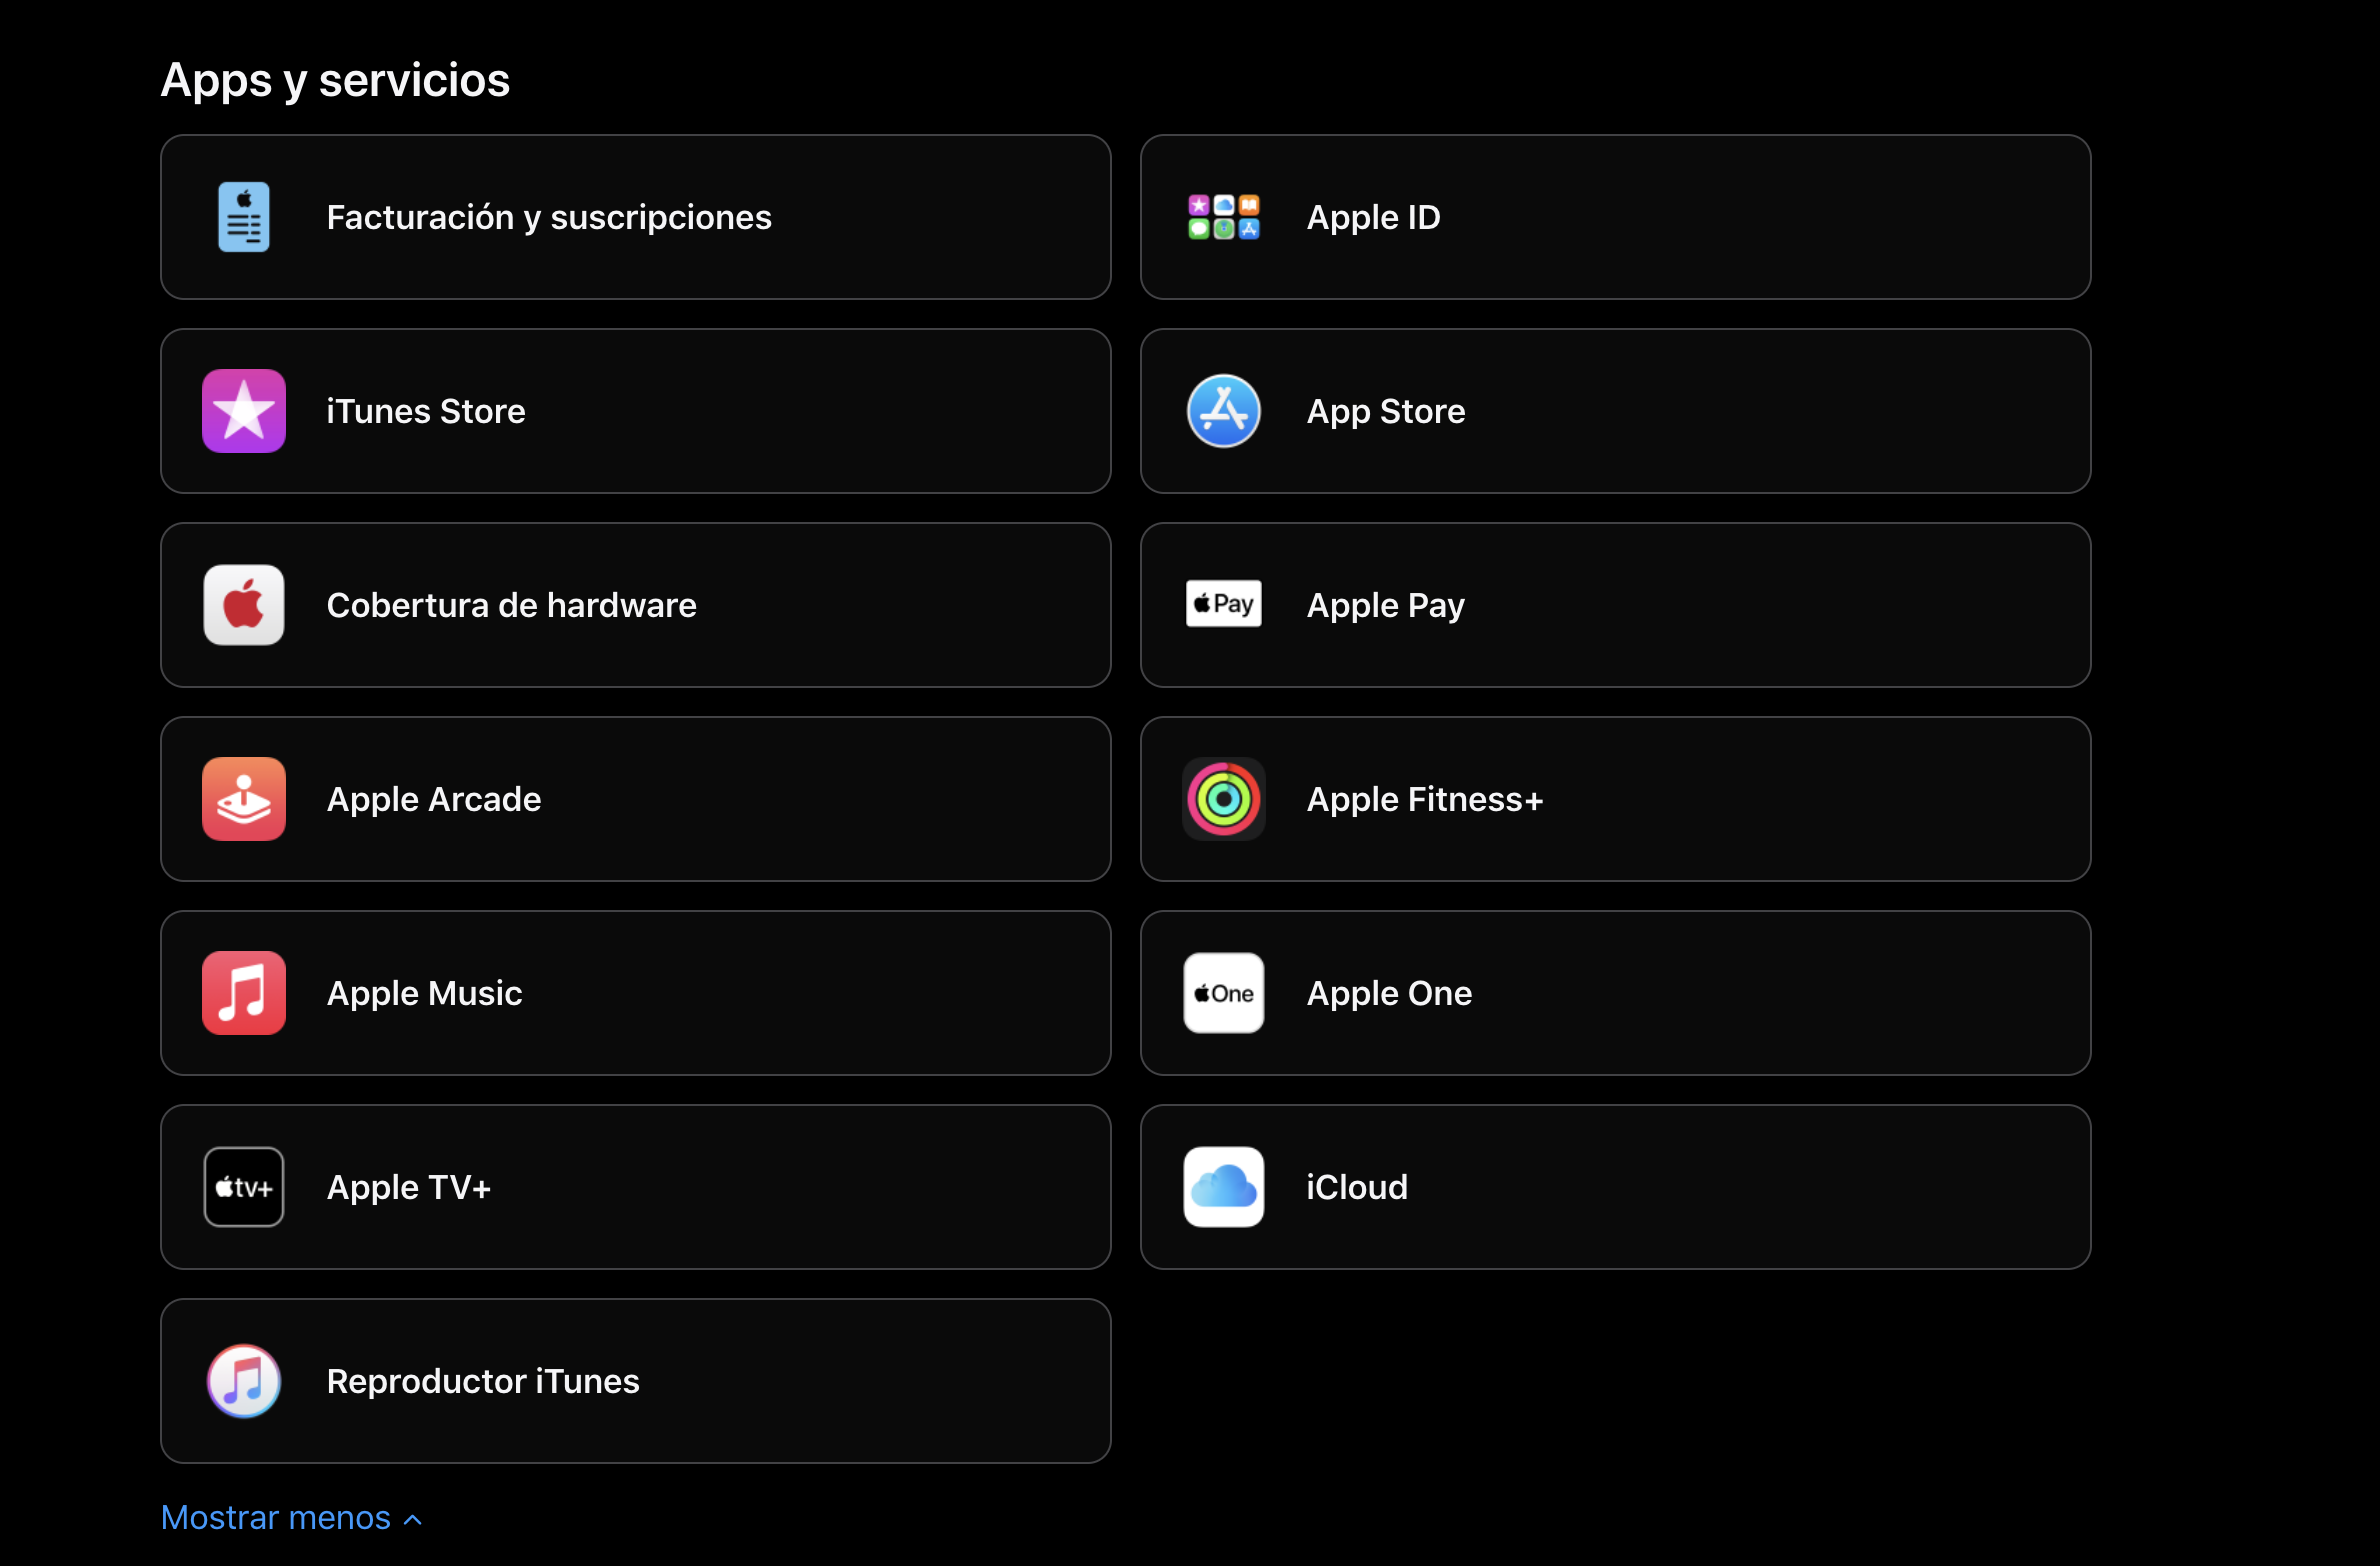 Apps y servicios
Facturación y suscripciones
Apple ID
iTunes Store
App Store
Cobertura de hardware
Pay
Apple Pay
Apple Arcade
Apple Fitness+
Apple Music
One
Apple One
tv+
Apple TV+
iCloud
Reproductor iTunes
Mostrar menos